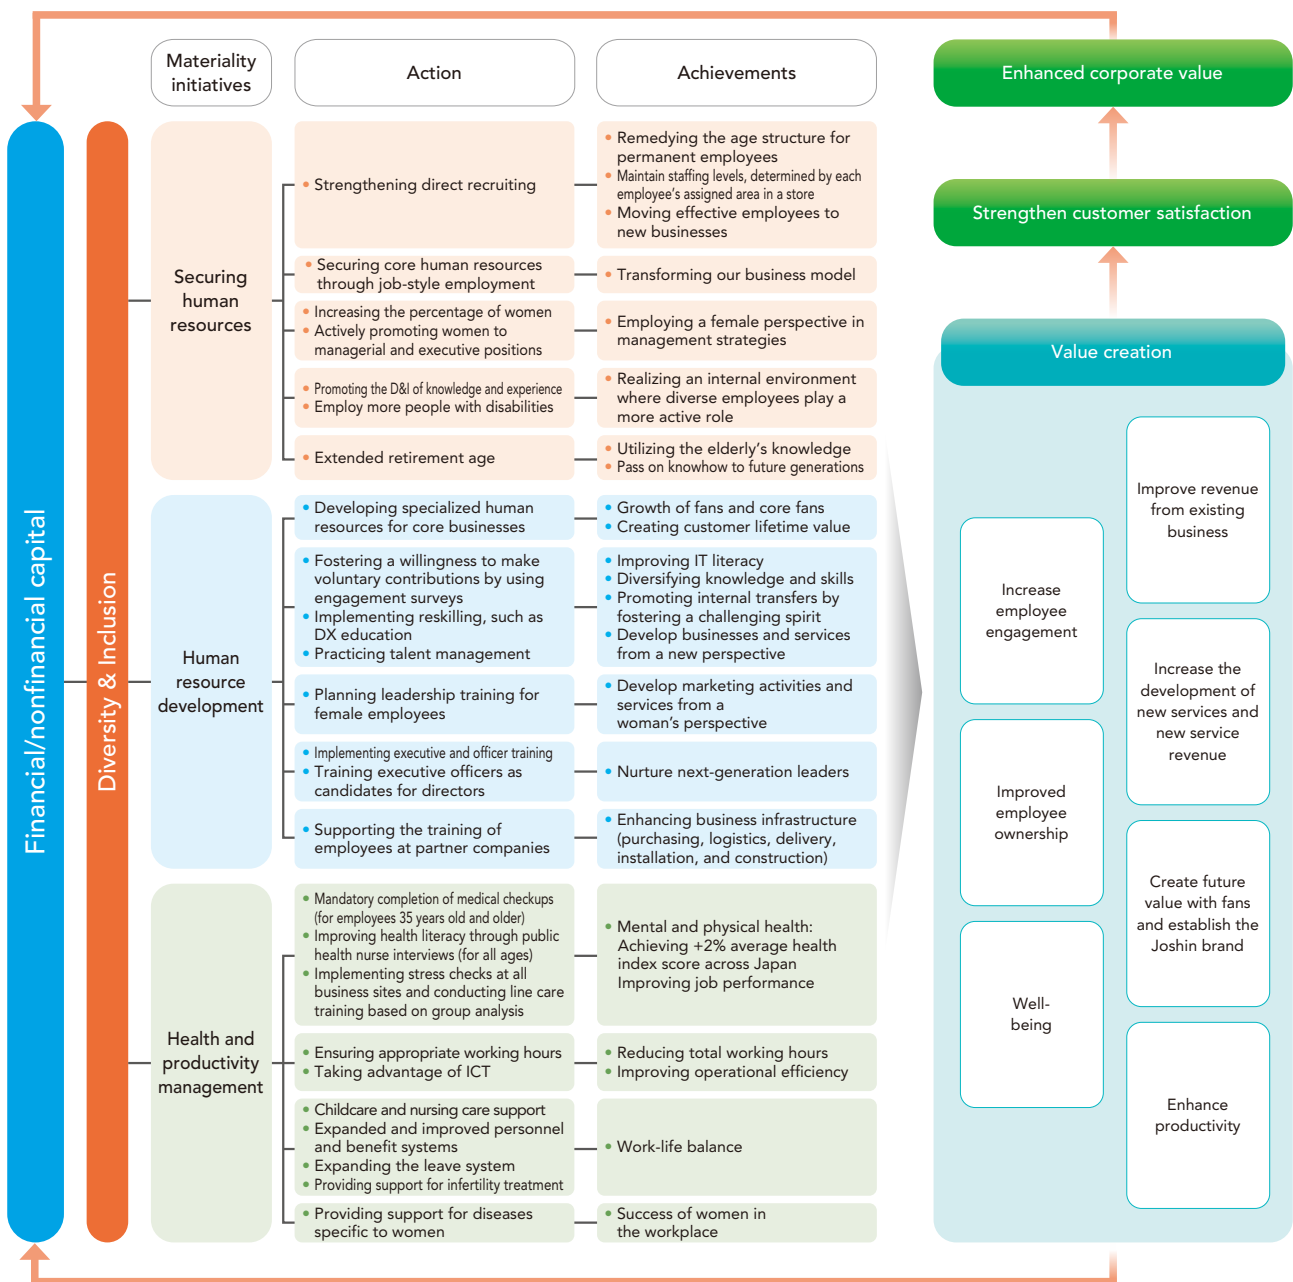 Materiality
initiatives
Action
Achievements
Enhanced corporate value
Strengthen customer satisfaction
Value creation
Financial/nonfinancial capital
Diversity & Inclusion
Securing
human
resources
• Strengthening direct recruiting
• Remedying the age structure for
permanent employees
• Maintain staffing levels, determined by each
employee's assigned area in a store
• Moving effective employees to
new businesses
• Securing core human resources
through job-style employment
• Transforming our business model
• Increasing the percentage of women
• Actively promoting women to
managerial and executive positions
• Employing a female perspective in
management strategies
• Promoting the D&I of knowledge and experience
• Employ more people with disabilities
• Realizing an internal environment
where diverse employees play a
more active role
• Extended retirement age
• Utilizing the elderly's knowledge
• Pass on knowhow to future generations
Human
resource
development
• Developing specialized human
resources for core businesses
• Growth of fans and core fans
• Creating customer lifetime value
• Fostering a willingness to make
voluntary contributions by using
engagement surveys
• Implementing reskilling, such as
DX education
• Practicing talent management
• Improving IT literacy
• Diversifying knowledge and skills
• Promoting internal transfers by
fostering a challenging spirit
• Develop businesses and services
from a new perspective
• Planning leadership training for
female employees
• Develop marketing activities and
services from a
woman's perspective
• Implementing executive and officer training
• Training executive officers as
candidates for directors
• Nurture next-generation leaders
• Supporting the training of
employees at partner companies
• Enhancing business infrastructure
(purchasing, logistics, delivery,
installation, and construction)
Health and
productivity
management
• Mandatory completion of medical checkups
(for employees 35 years old and older)
• Improving health literacy through public
health nurse interviews (for all ages)
• Implementing stress checks at all
business sites and conducting line care
training based on group analysis
• Mental and physical health:
Achieving +2% average health
index score across Japan
Improving job performance
• Ensuring appropriate working hours
• Taking advantage of ICT
• Reducing total working hours
• Improving operational efficiency
• Childcare and nursing care support
• Expanded and improved personnel
and benefit systems
• Expanding the leave system
• Providing support for infertility treatment
• Work-life balance
• Providing support for diseases
specific to women
• Success of women in
the workplace
Increase
employee
engagement
Improved
employee
ownership
Well-
being
Improve revenue
from existing
business
Increase the
development of
new services and
new service
revenue
Create future
value with fans
and establish the
Joshin brand
Enhance
productivity